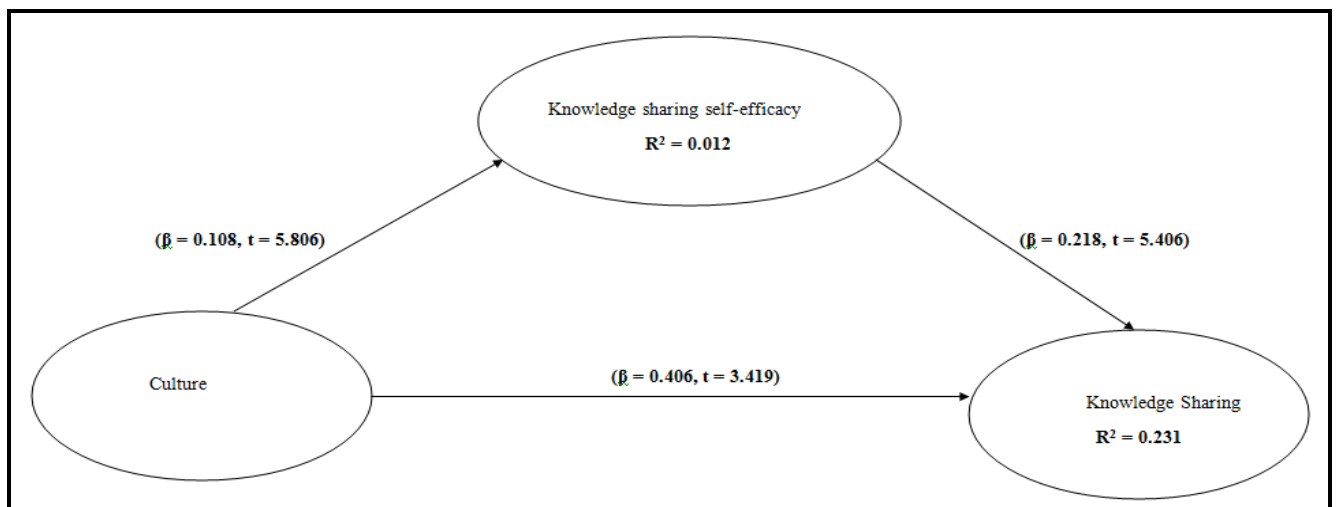 Knowledge sharing self-efficacy
R² = 0.012
(β = 0.108, t = 5.806)
(β = 0.218, t = 5.406)
Culture
(β = 0.406, t = 3.419)
Knowledge Sharing
R² = 0.231